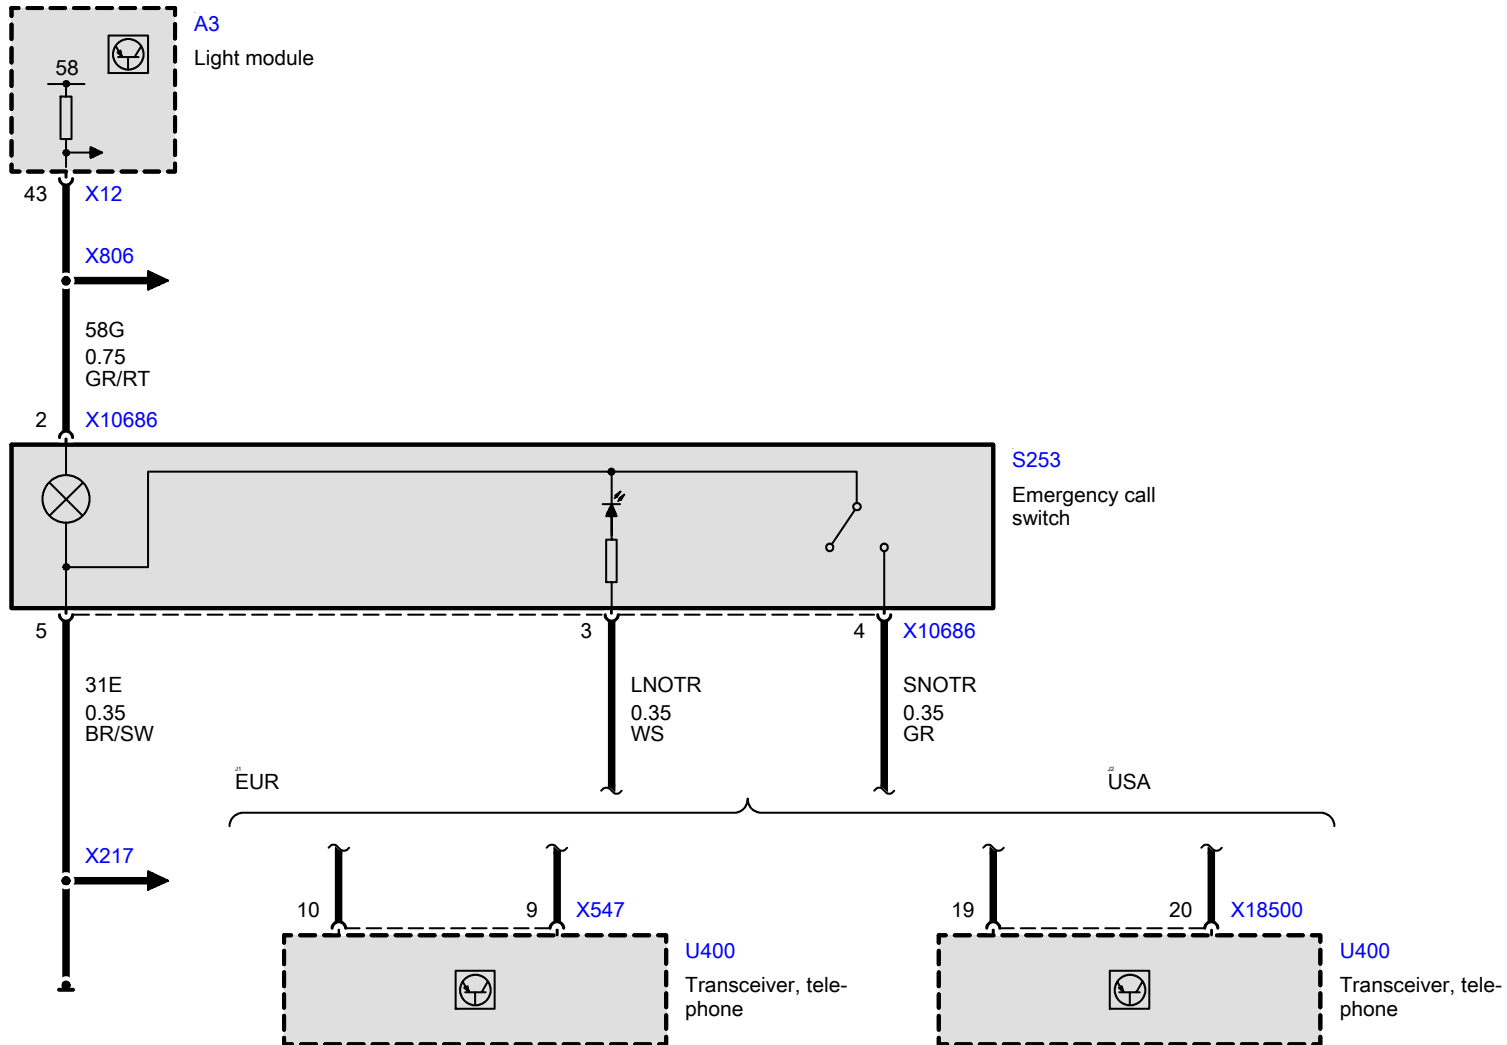 A3
Light module
58
43
X12
X806
58G
0.75
GR/RT
2
X10686
S253
Emergency call
switch
5
3
4
X10686
31E
0.35
BR/SW
LNOTR
0.35
WS
SNOTR
0.35
GR
J1
EUR
J2
USA
X217
10
9
X547
19
20
X18500
U400
Transceiver, tele-
phone
U400
Transceiver, tele-
phone